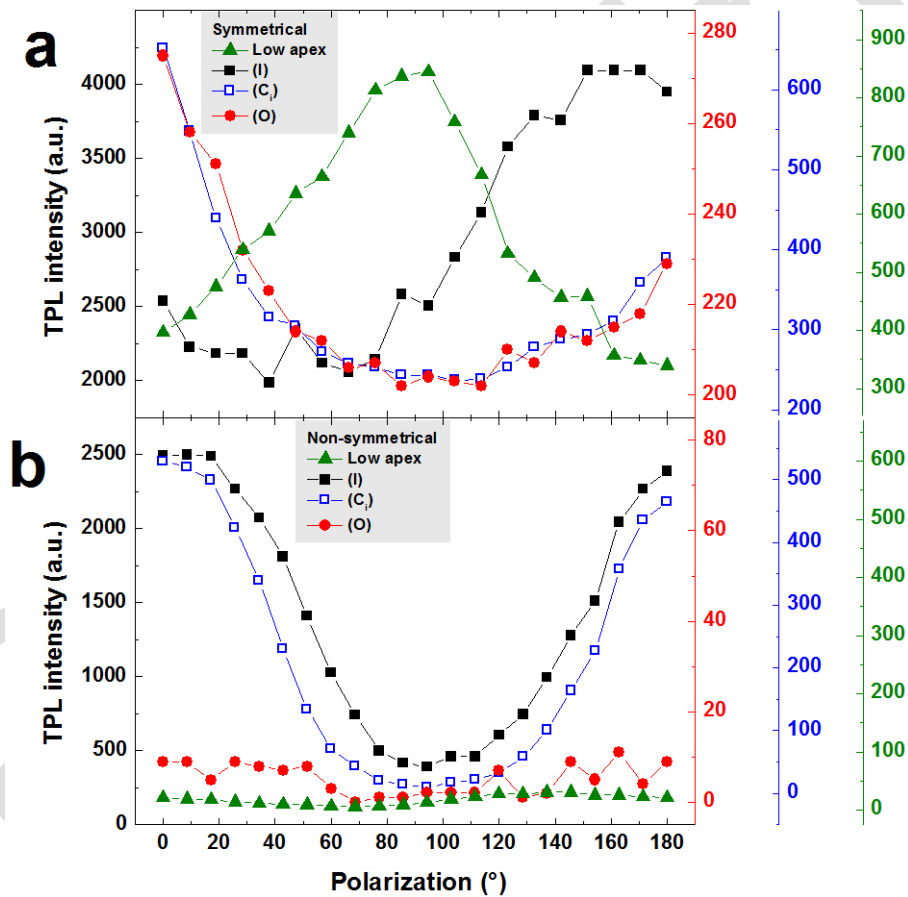 a
Symmetrical
Low apex
(I)
(Cᵢ)
(O)
TPL intensity (a.u.)
4000
3500
3000
2500
2000
280
260
240
220
200
600
500
400
300
200
900
800
700
600
500
400
300
b
Non-symmetrical
Low apex
(I)
(Cᵢ)
(O)
TPL intensity (a.u.)
2500
2000
1500
1000
500
0
80
60
40
20
0
500
400
300
200
100
0
600
500
400
300
200
100
0
0 20 40 60 80 100 120 140 160 180
Polarization (°)